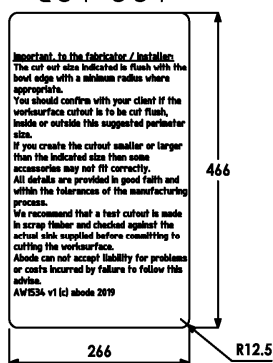 Important, to the fabricator / installer:
The cut out size indicated is flush with the
bowl edge with a minimum radius where
appropriate.
You should confirm with your client if the
worksurface cutout is to be cut flush,
inside or outside this suggested perimeter
size.
If you create the cutout smaller or larger
than the indicated size then some
accessories may not fit correctly.
All details are provided in good faith and
within the tolerances of the manufacturing
process.
We recommend that a test cutout is made
in scrap timber and checked against the
actual sink supplied before committing to
cutting the worksurface.
Abode can not accept liability for problems
or costs incurred by failure to follow this
advise.
AW1534 v1 (c) abode 2019
466
266
R12.5